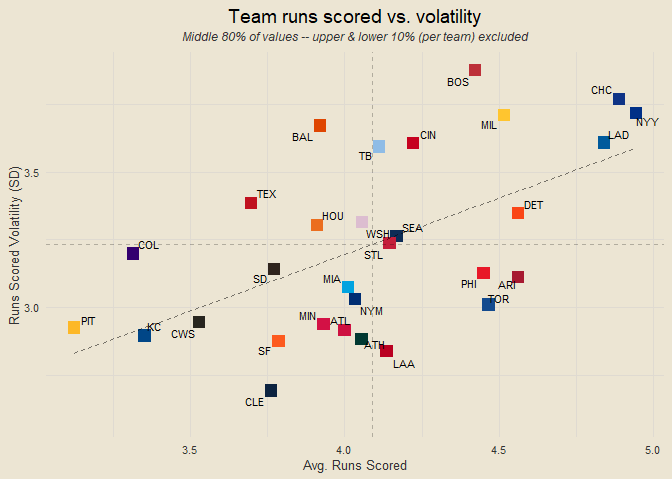 Team runs scored vs. volatility
Middle 80% of values -- upper & lower 10% (per team) excluded
BOS
CHC
NYY
MIL
BAL
CIN
LAD
TB
3.5
TEX
DET
HOU
WSH
SEA
COL
STL
SD
MIA
PHI
ARI
TOR
NYM
3.0
PIT
KC
CWS
MIN
ATL
ATH
SF
LAA
CLE
Runs Scored Volatility (SD)
3.5
4.0
4.5
5.0
Avg. Runs Scored